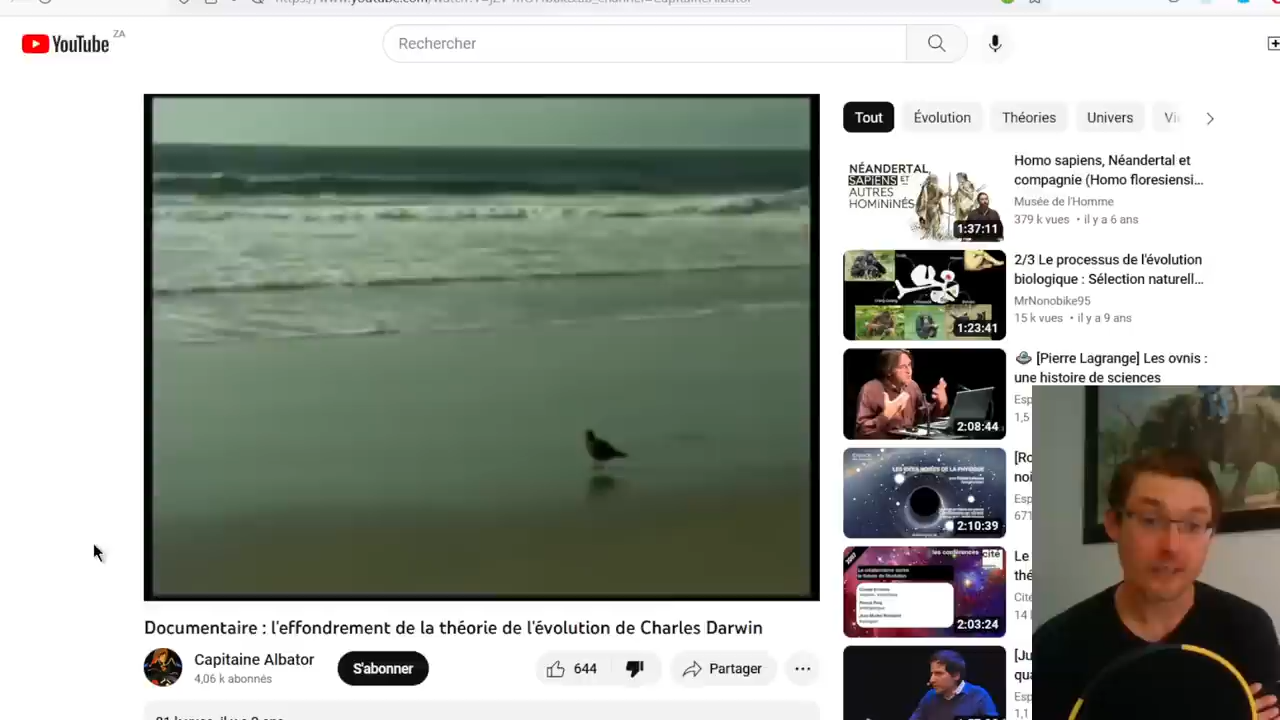 YouTube ZA
Rechercher
Tout
Évolution
Théories
Univers
NÉANDERTAL,
SAPIENS ET
AUTRES
HOMININÉS
1:37:11
Homo sapiens, Néandertal et
compagnie (Homo floresiensi...
Musée de l'Homme
379 k vues • il y a 6 ans
1:23:41
2/3 Le processus de l'évolution
biologique : Sélection naturell...
MrNonobike95
15 k vues • il y a 9 ans
2:08:44
[Pierre Lagrange] Les ovnis :
une histoire de sciences
2:10:39
les conférences
cité
2:03:24
Documentaire : l'effondrement de la théorie de l'évolution de Charles Darwin
Capitaine Albator
4,06 k abonnés
S'abonner
644
Partager